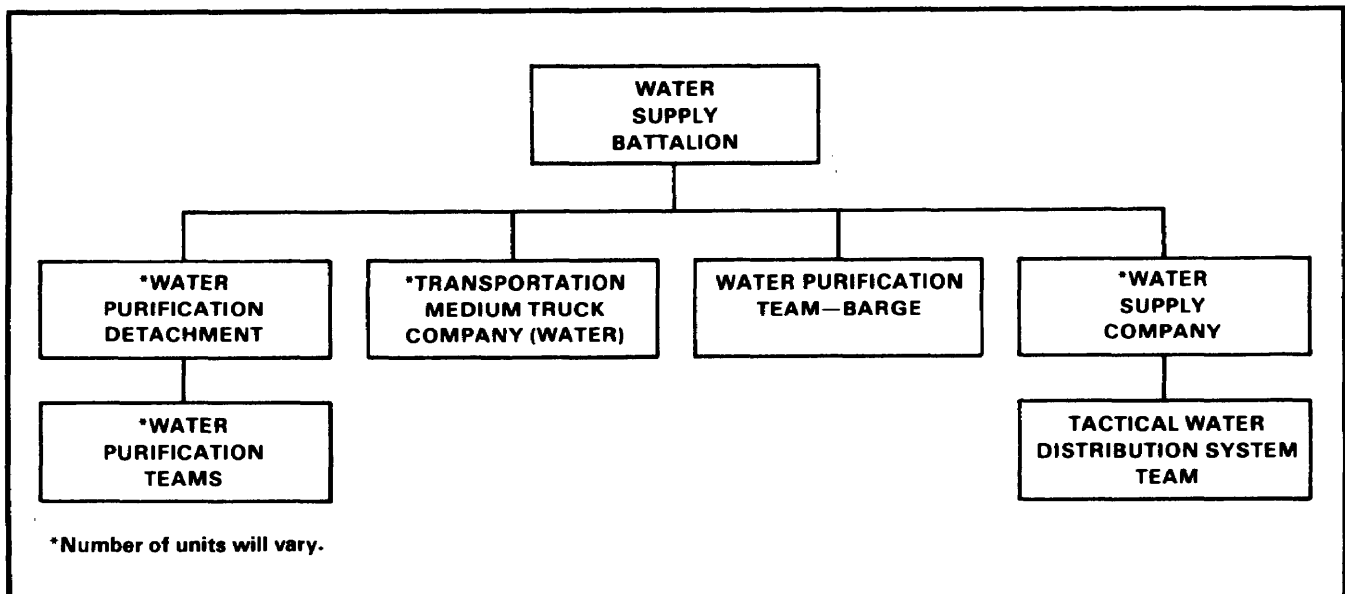 WATER
SUPPLY
BATTALION
*WATER
PURIFICATION
DETACHMENT
*TRANSPORTATION
MEDIUM TRUCK
COMPANY (WATER)
WATER PURIFICATION
TEAM—BARGE
*WATER
SUPPLY
COMPANY
*WATER
PURIFICATION
TEAMS
TACTICAL WATER
DISTRIBUTION SYSTEM
TEAM
*Number of units will vary.